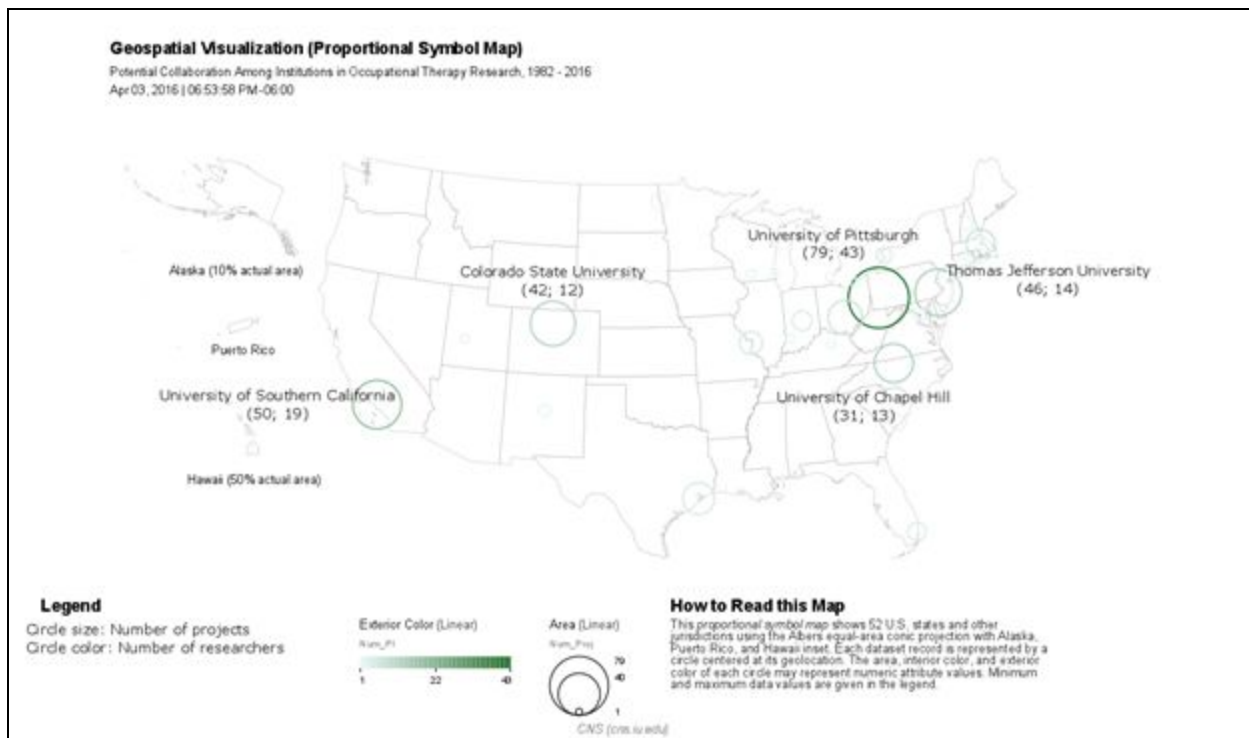 Geospatial Visualization (Proportional Symbol Map)
Potential Collaboration Among Institutions in Occupational Therapy Research, 1982 - 2016
Apr 03, 2016 | 06:53:58 PM -06:00
University of Pittsburgh
(79; 43)
Colorado State University
(42; 12)
Thomas Jefferson University
(46; 14)
Alaska (10% actual area)
Puerto Rico
University of Southern California
(50; 19)
University of Chapel Hill
(31; 13)
Hawaii (50% actual area)
Legend
Circle size: Number of projects
Circle color: Number of researchers
Exterior Color (Linear)
Num_PI
1
22
43
Area (Linear)
Num_Proj
79
40
1
CNS (cns.iu.edu)
How to Read this Map
This proportional symbol map shows 52 U.S. states and other
jurisdictions using the Albers equal-area conic projection with Alaska,
Puerto Rico, and Hawaii inset. Each dataset record is represented by a
circle centered at its geolocation. The area, interior color, and exterior
color of each circle may represent numeric attribute values. Minimum
and maximum data values are given in the legend.